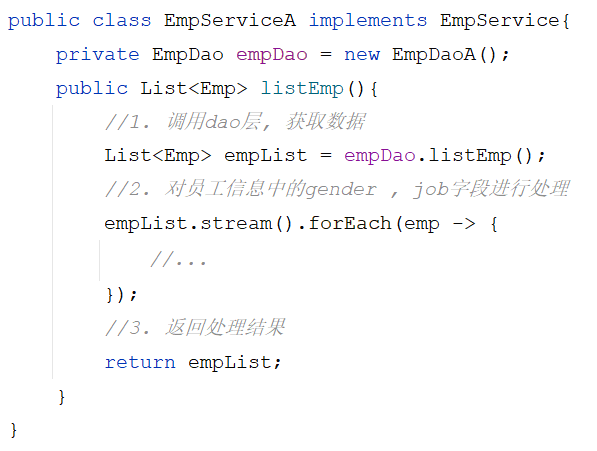 public class EmpServiceA implements EmpService{
    private EmpDao empDao = new EmpDaoA();
    public List<Emp> listEmp(){
        //1. 调用dao层, 获取数据
        List<Emp> empList = empDao.listEmp();
        //2. 对员工信息中的gender , job字段进行处理
        empList.stream().forEach(emp -> {
            //...
        });
        //3. 返回处理结果
        return empList;
    }
}